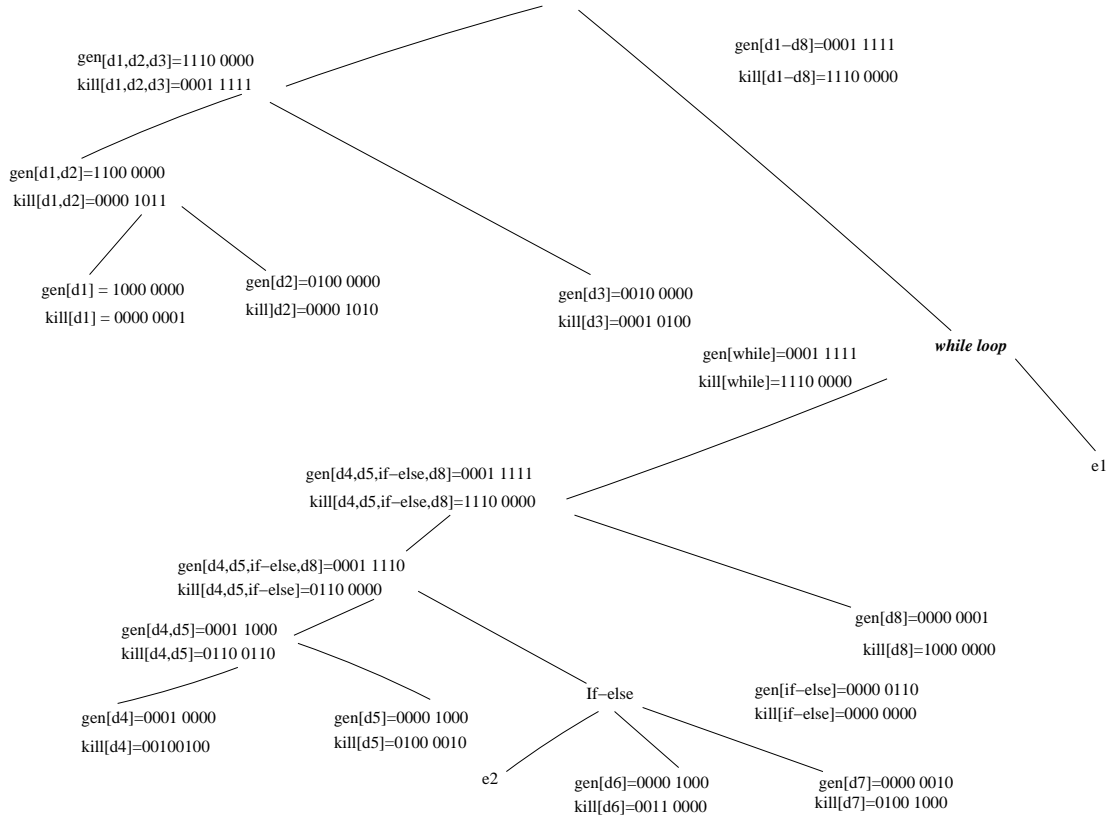 gen[d1−d8]=0001 1111
kill[d1−d8]=1110 0000
gen[d1,d2,d3]=1110 0000
kill[d1,d2,d3]=0001 1111
gen[d1,d2]=1100 0000
kill[d1,d2]=0000 1011
gen[d1] = 1000 0000
kill[d1] = 0000 0001
gen[d2]=0100 0000
kill]d2]=0000 1010
gen[d3]=0010 0000
kill[d3]=0001 0100
while loop
gen[while]=0001 1111
kill[while]=1110 0000
e1
gen[d4,d5,if−else,d8]=0001 1111
kill[d4,d5,if−else,d8]=1110 0000
gen[d4,d5,if−else,d8]=0001 1110
kill[d4,d5,if−else]=0110 0000
gen[d8]=0000 0001
kill[d8]=1000 0000
gen[d4,d5]=0001 1000
kill[d4,d5]=0110 0110
If−else
gen[if−else]=0000 0110
kill[if−else]=0000 0000
gen[d4]=0001 0000
kill[d4]=00100100
gen[d5]=0000 1000
kill[d5]=0100 0010
e2
gen[d6]=0000 1000
kill[d6]=0011 0000
gen[d7]=0000 0010
kill[d7]=0100 1000